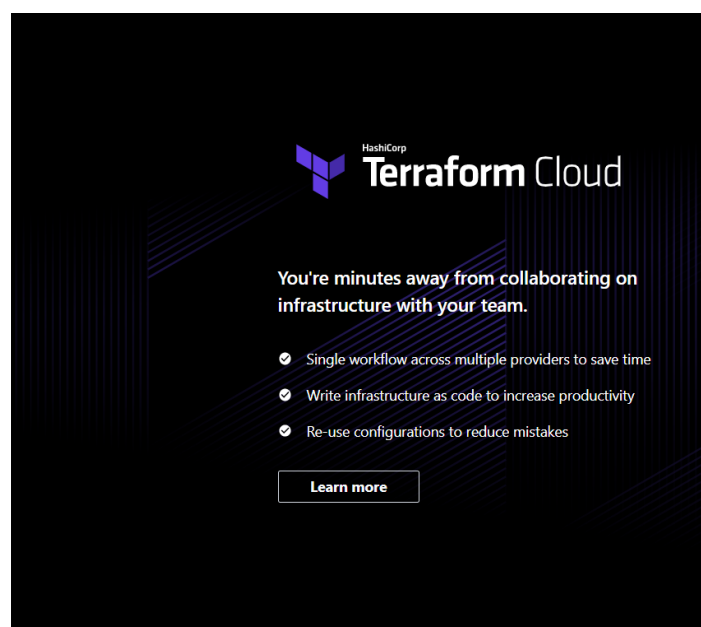 HashiCorp
Terraform Cloud
You're minutes away from collaborating on
infrastructure with your team.
Single workflow across multiple providers to save time
Write infrastructure as code to increase productivity
Re-use configurations to reduce mistakes
Learn more